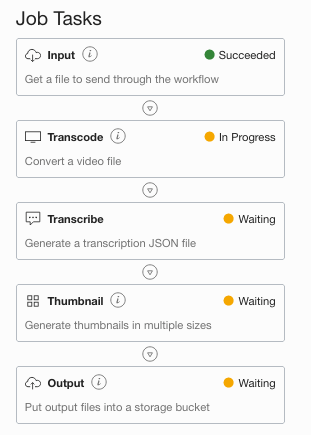 Job Tasks
Input Succeeded
Get a file to send through the workflow
Transcode In Progress
Convert a video file
Transcribe Waiting
Generate a transcription JSON file
Thumbnail Waiting
Generate thumbnails in multiple sizes
Output Waiting
Put output files into a storage bucket